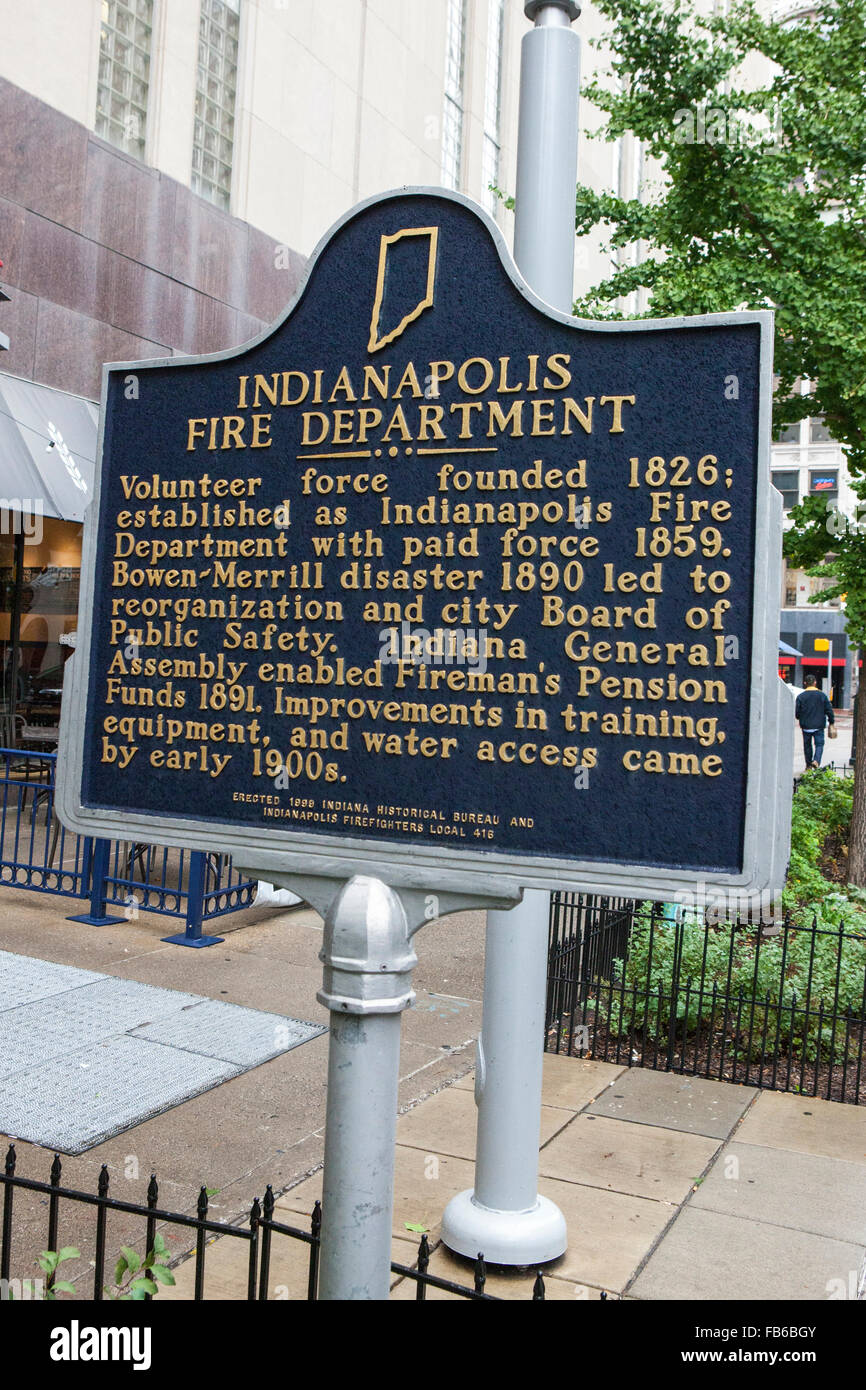 INDIANAPOLIS
FIRE DEPARTMENT
Volunteer force founded 1826;
established as Indianapolis Fire
Department with paid force 1859.
Bowen-Merrill disaster 1890 led to
reorganization and city Board of
Public Safety. Indiana General
Assembly enabled Fireman's Pension
Funds 1891. Improvements in training,
equipment, and water access came
by early 1900s.
ERECTED 1999 INDIANA HISTORICAL BUREAU AND
INDIANAPOLIS FIREFIGHTERS LOCAL 416
alamy
alamy stock photo
FB6BGY
www.alamy.com